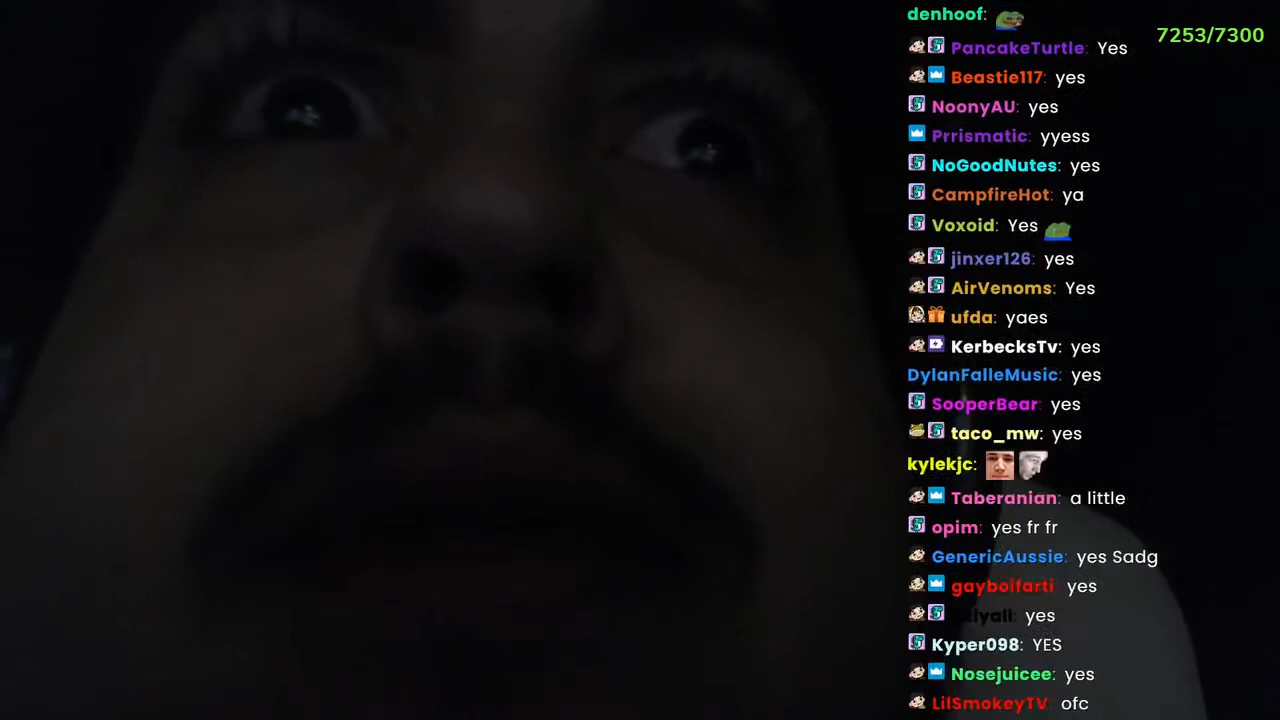 denhoof:
7253/7300
PancakeTurtle: Yes
Beastie117: yes
NoonyAU: yes
Prrismatic: yyess
NoGoodNutes: yes
CampfireHot: ya
Voxoid: Yes
jinxer126: yes
AirVenoms: Yes
ufda: yaes
KerbecksTv: yes
DylanFalleMusic: yes
SooperBear: yes
taco_mw: yes
kylekjc:
Taberanian: a little
opim: yes fr fr
GenericAussie: yes Sadg
gayboifarti: yes
yes
Kyper098: YES
Nosejuicee: yes
LilSmokeyTV: ofc